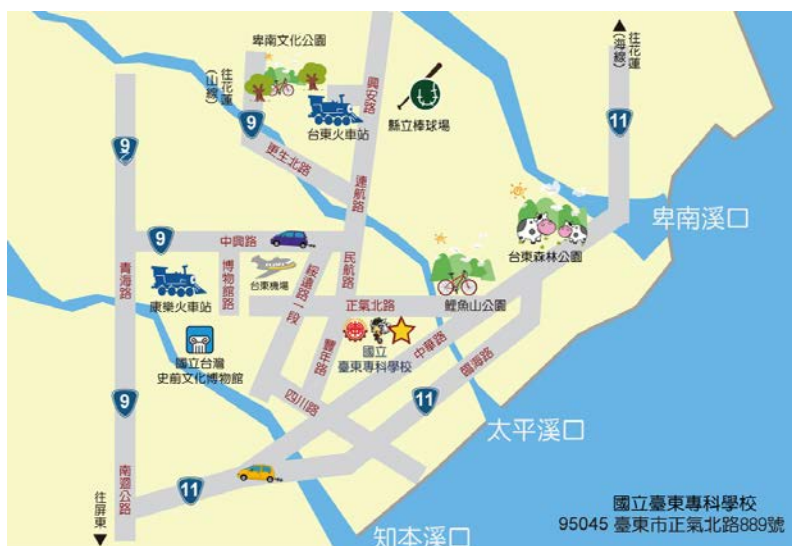 卑南文化公園
往花蓮
(山線)
往花蓮
(海線)
9
9
11
興安路
台東火車站
縣立棒球場
更生北路
連航路
卑南溪口
9
中興路
台東森林公園
青海路
博物館路
台東機場
綏遠路一段
民航路
康樂火車站
正氣北路
鯉魚山公園
國立台灣
史前文化博物館
豐年路
國立
臺東專科學校
中華路
臨海路
四川路
9
11
太平溪口
南迴公路
11
往屏東
知本溪口
國立臺東專科學校
95045 臺東市正氣北路889號